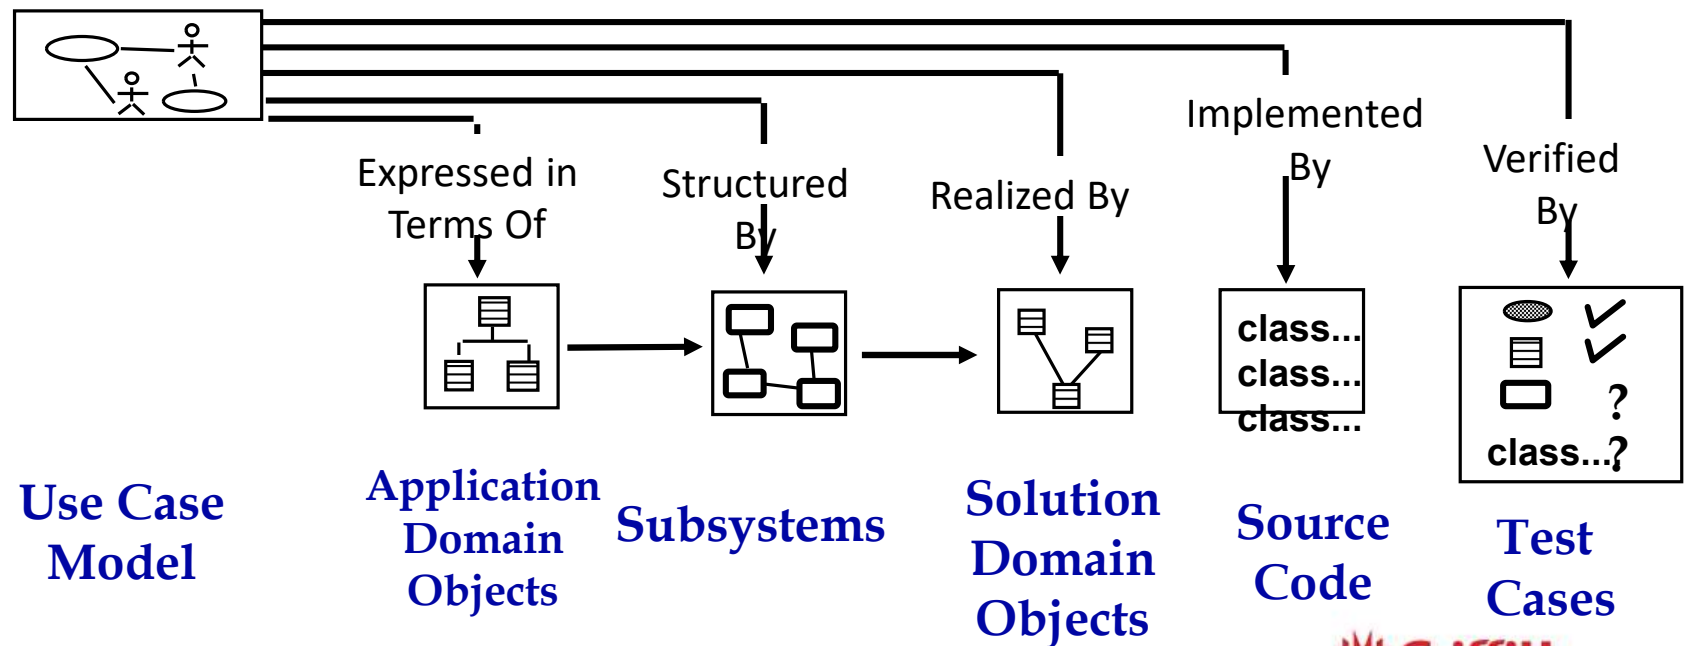 Expressed in
Terms Of
Structured
By
Realized By
Implemented
By
Verified
By
class...
class...
class...
?
class...?
Use Case
Model
Application
Domain
Objects
Subsystems
Solution
Domain
Objects
Source
Code
Test
Cases